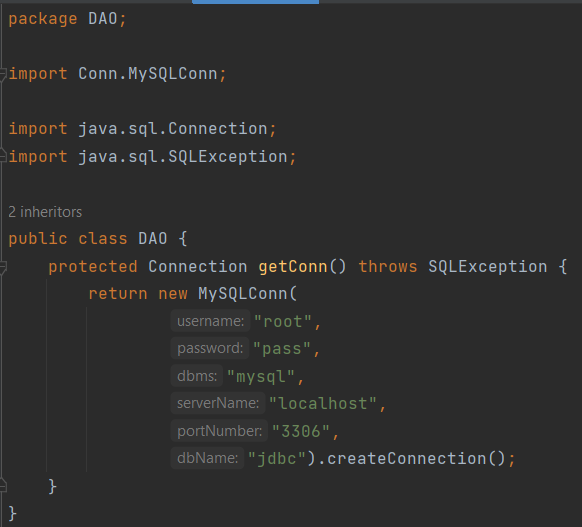 package DAO;
import Conn.MySQLConn;
import java.sql.Connection;
import java.sql.SQLException;
2 inheritors
public class DAO {
protected Connection getConn() throws SQLException {
return new MySQLConn(
username: "root",
password: "pass",
dbms: "mysql",
serverName: "localhost",
portNumber: "3306",
dbName: "jdbc").createConnection();
}
}